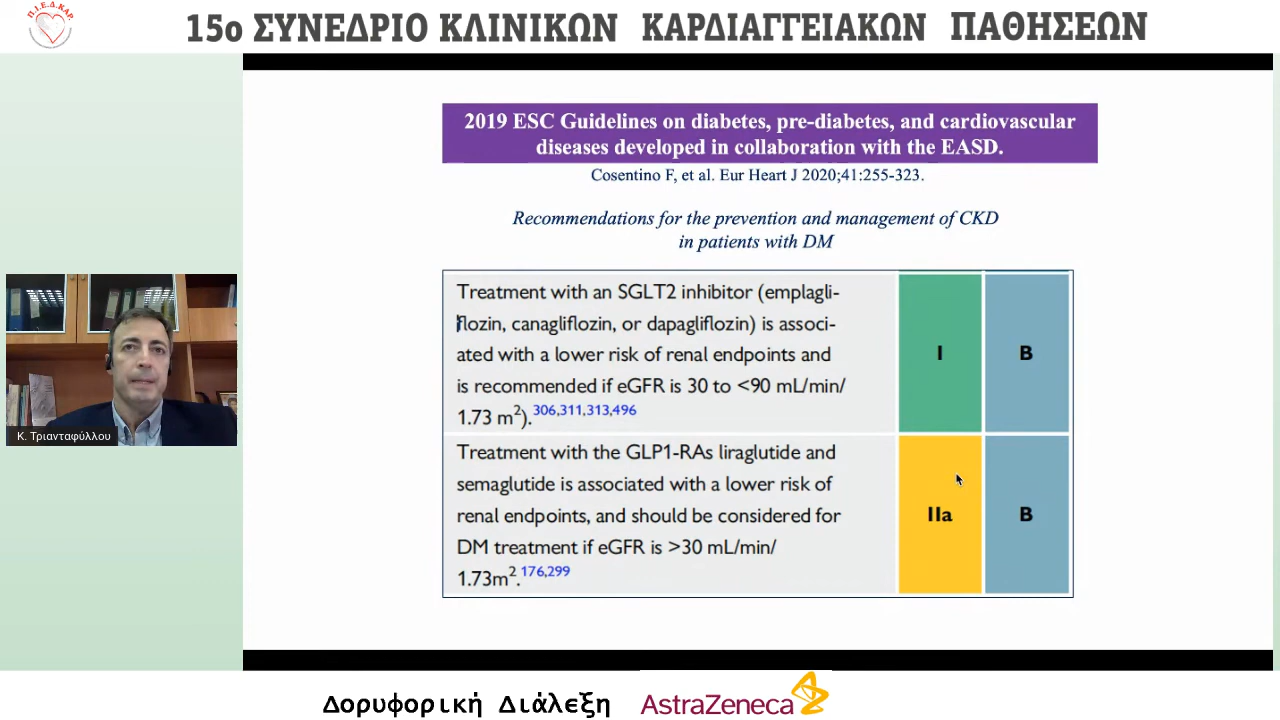 Π.Ι.Ε.Δ.ΚΑΡ.
15ο ΣΥΝΕΔΡΙΟ ΚΛΙΝΙΚΩΝ ΚΑΡΔΙΑΓΓΕΙΑΚΩΝ ΠΑΘΗΣΕΩΝ
2019 ESC Guidelines on diabetes, pre-diabetes, and cardiovascular
diseases developed in collaboration with the EASD.
Cosentino F, et al. Eur Heart J 2020;41:255-323.
Recommendations for the prevention and management of CKD
in patients with DM
Treatment with an SGLT2 inhibitor (emplagli-
flozin, canagliflozin, or dapagliflozin) is associ-
ated with a lower risk of renal endpoints and
is recommended if eGFR is 30 to <90 mL/min/
1.73 m²).306,311,313,496
I
B
Treatment with the GLP1-RAs liraglutide and
semaglutide is associated with a lower risk of
renal endpoints, and should be considered for
DM treatment if eGFR is >30 mL/min/
1.73m².176,299
IIa
B
Κ. Τριανταφύλλου
Δορυφορική Διάλεξη
AstraZeneca